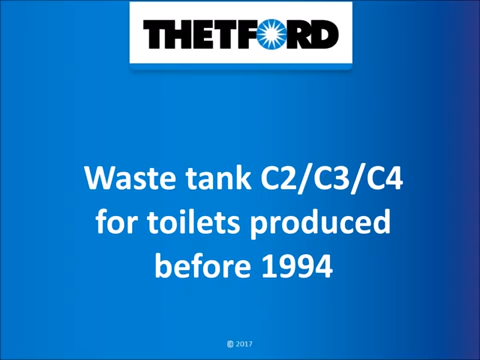 THETFORD
Waste tank C2/C3/C4
for toilets produced
before 1994
© 2017